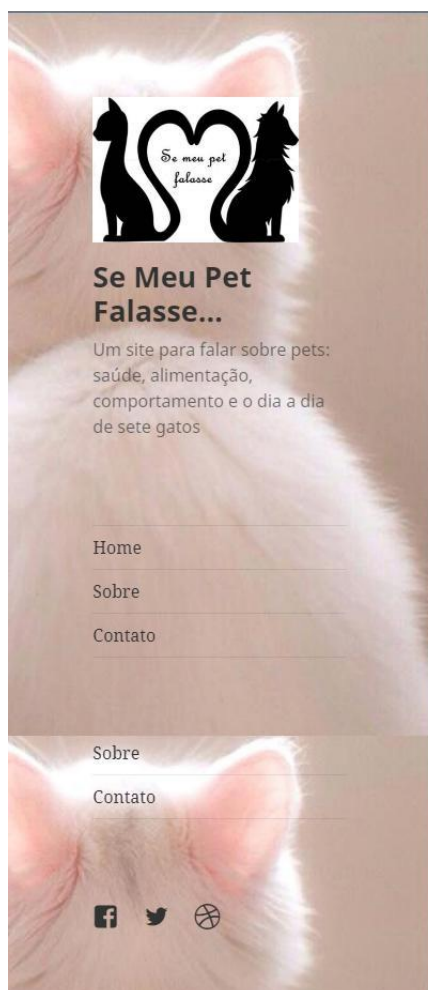 Se meu pet
falasse
Se Meu Pet
Falasse...
Um site para falar sobre pets:
saúde, alimentação,
comportamento e o dia a dia
de sete gatos
Home
Sobre
Contato
Sobre
Contato